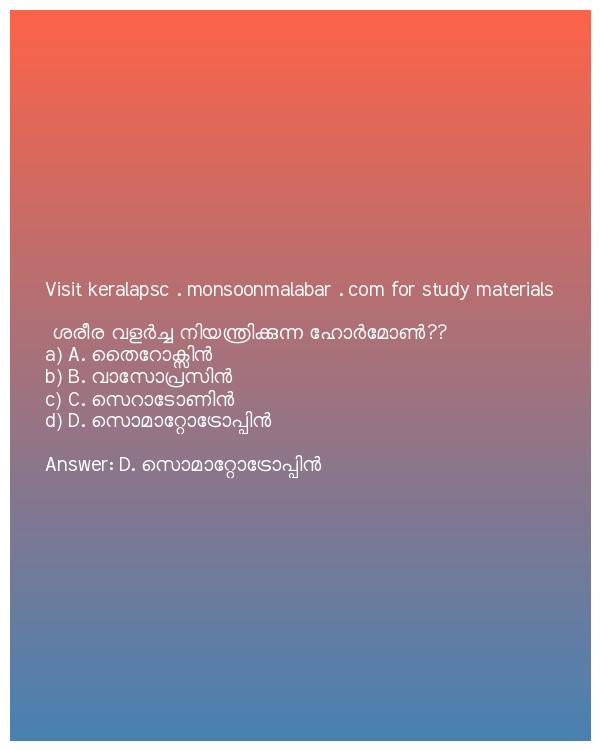 Visit keralapsc . monsoonmalabar . com for study materials
ശരീര വളർച്ച നിയന്ത്രിക്കുന്ന ഹോർമോൺ??
a) A. തൈറോക്സിൻ
b) B. വാസോപ്രസിൻ
c) C. സെറാടോണിൻ
d) D. സൊമാറ്റോട്രോപ്പിൻ
Answer: D. സൊമാറ്റോട്രോപ്പിൻ